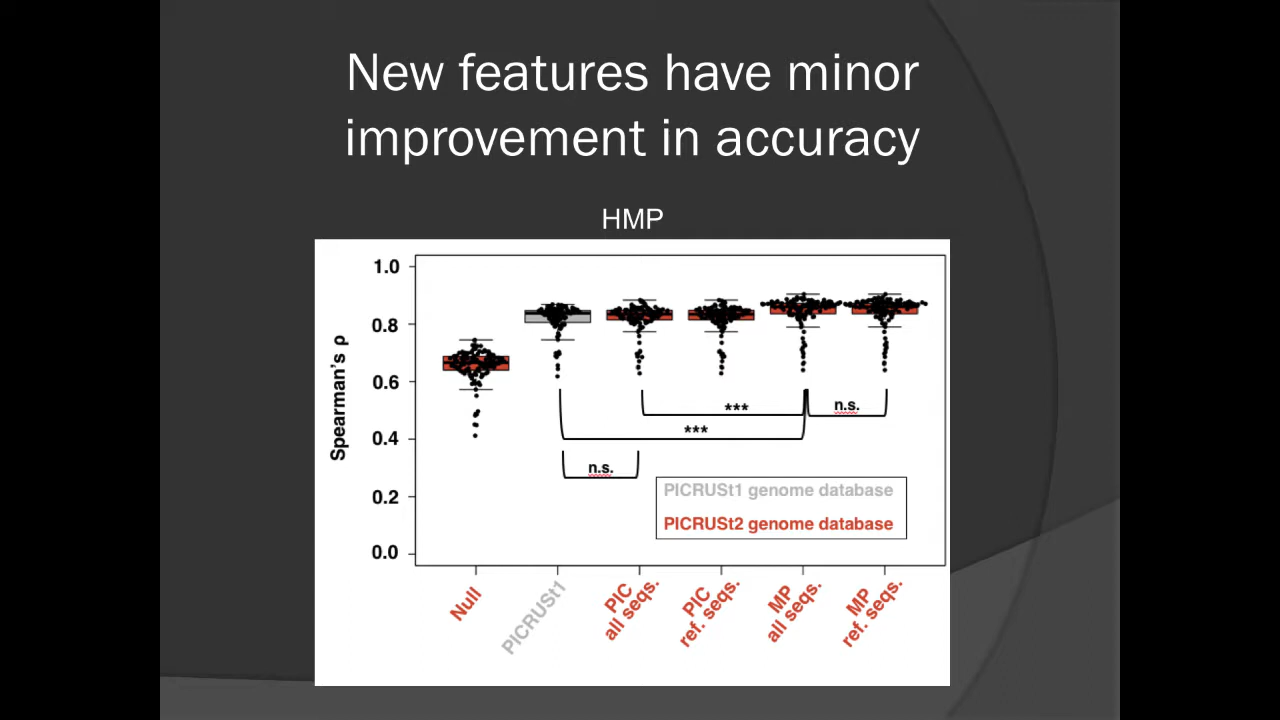 New features have minor
improvement in accuracy
HMP
1.0
0.8
0.6
0.4
0.2
0.0
Spearman's ρ
***
n.s.
***
n.s.
PICRUSt1 genome database
PICRUSt2 genome database
Null
PICRUSt1
PIC
all seqs.
PIC
ref. seqs.
MP
all seqs.
MP
ref. seqs.